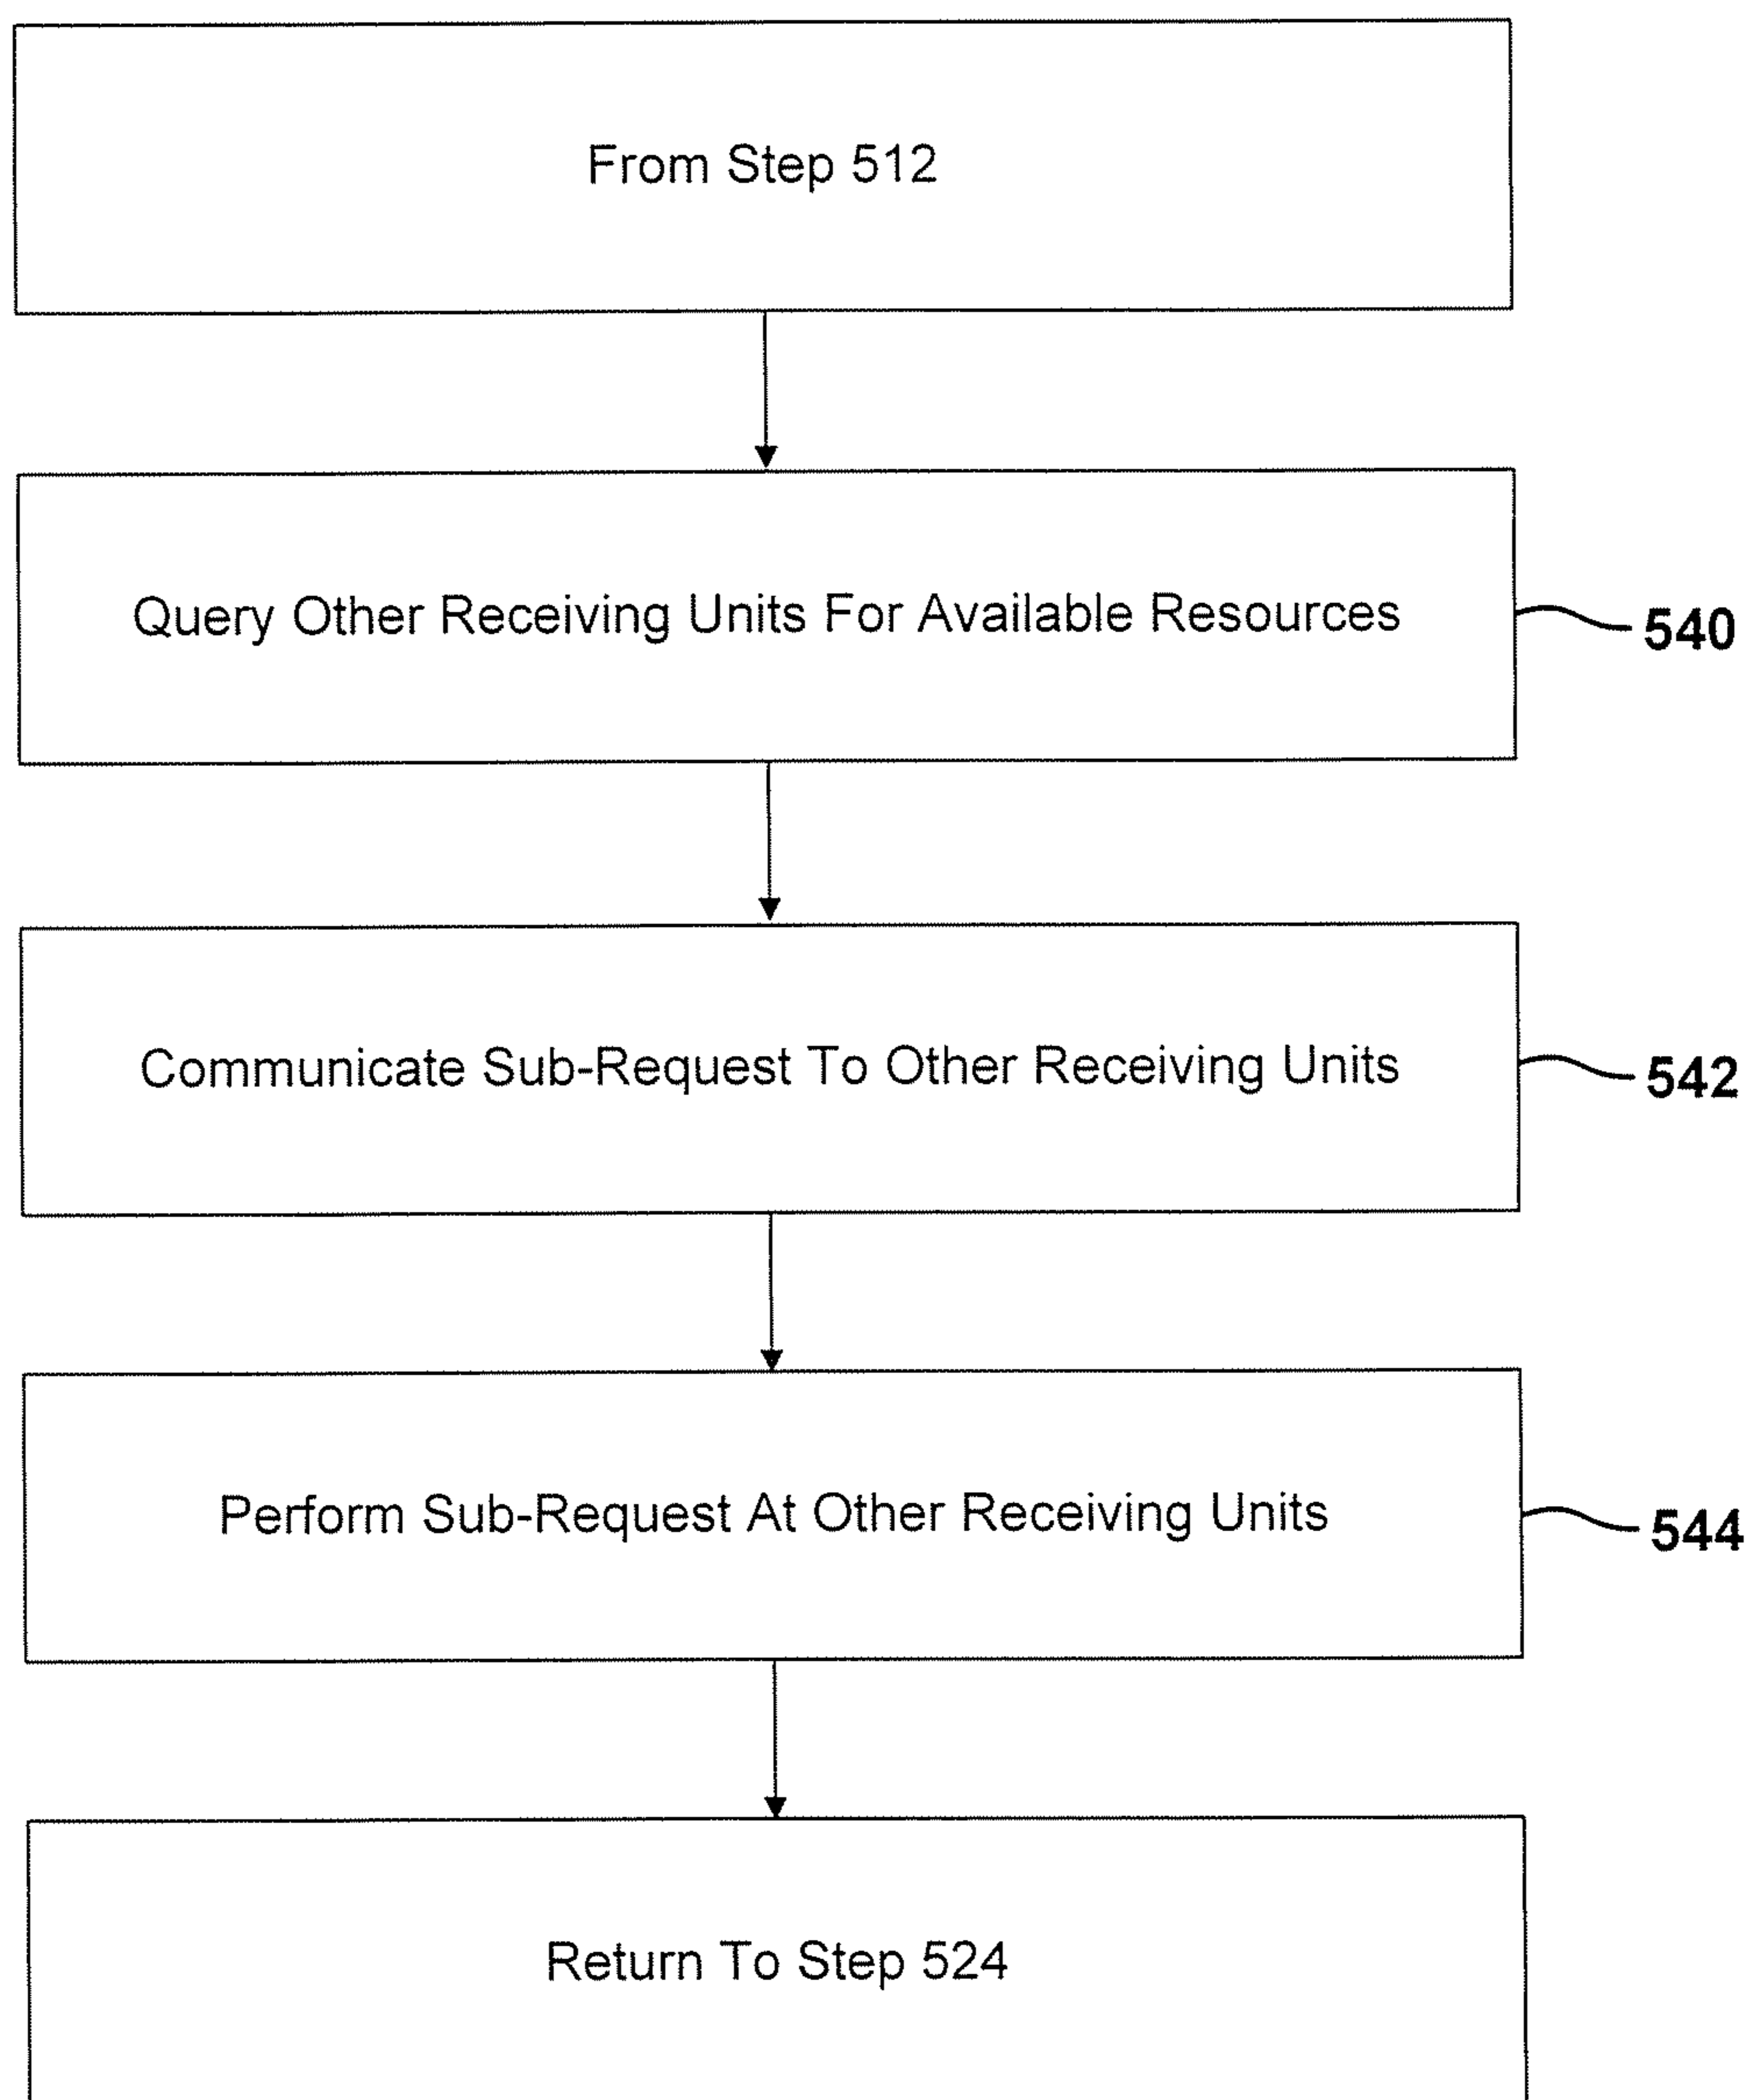 From Step 512
Query Other Receiving Units For Available Resources
540
Communicate Sub-Request To Other Receiving Units
542
Perform Sub-Request At Other Receiving Units
544
Return To Step 524